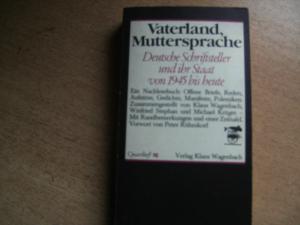 Vaterland,
Muttersprache
Deutsche Schriftsteller
und ihr Staat
von 1945 bis heute
Ein Nachlesebuch: Offene Briefe, Reden,
Aufsätze, Gedichte, Manifeste, Polemiken.
Zusammengestellt von Klaus Wagenbach,
Winfried Stephan und Michael Krüger –
Mit Randbemerkungen und einer Zeittafel.
Vorwort von Peter Rühmkorf
Quartheft
Verlag Klaus Wagenbach